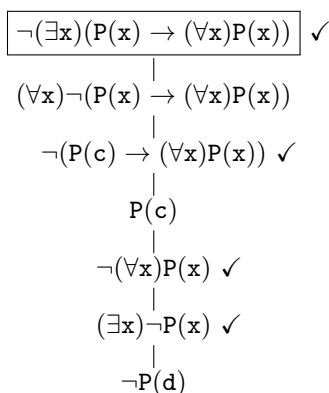 ¬(∃x)(P(x) → (∀x)P(x)) ✓
(∀x)¬(P(x) → (∀x)P(x))
¬(P(c) → (∀x)P(x)) ✓
P(c)
¬(∀x)P(x) ✓
(∃x)¬P(x) ✓
¬P(d)